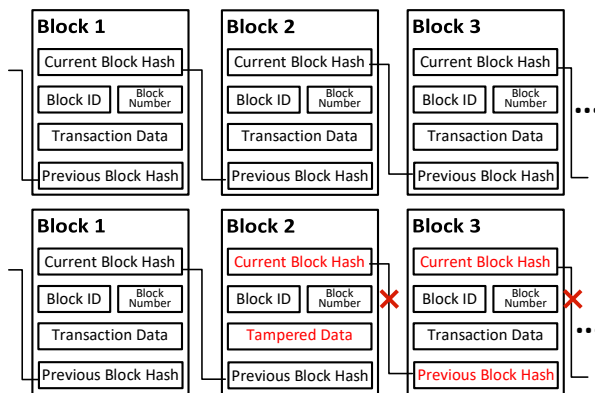 Block 1
Block 2
Block 3
Current Block Hash
Current Block Hash
Current Block Hash
Block ID
Block
Number
Block ID
Block
Number
Block ID
Block
Number
...
Transaction Data
Transaction Data
Transaction Data
Previous Block Hash
Previous Block Hash
Previous Block Hash
Block 1
Block 2
Block 3
Current Block Hash
Current Block Hash
Current Block Hash
Block ID
Block
Number
Block ID
Block
Number
Block ID
Block
Number
Transaction Data
Tampered Data
Transaction Data
...
Previous Block Hash
Previous Block Hash
Previous Block Hash